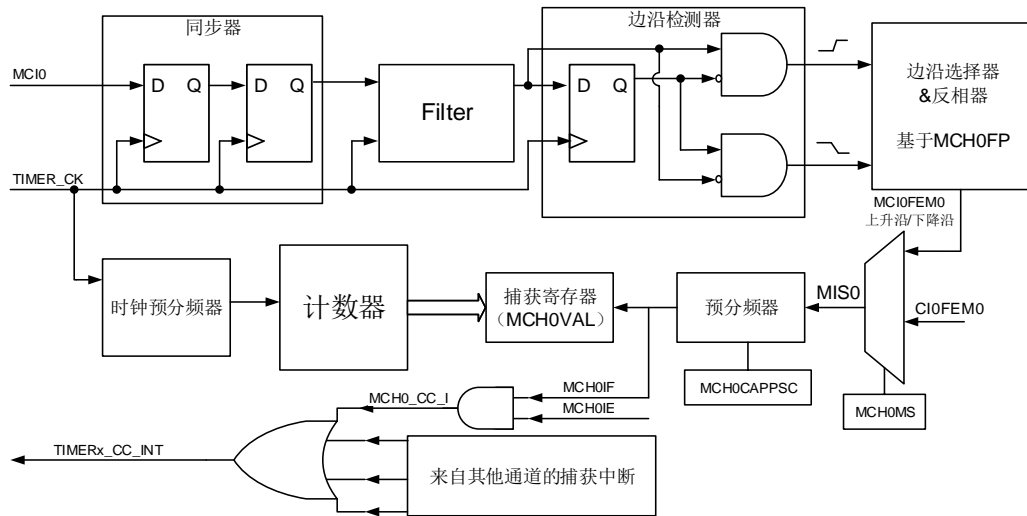 同步器
边沿检测器
MCI0
D Q
D Q
Filter
D Q
边沿选择器
&反相器
基于MCH0FP
TIMER_CK
MCI0FEM0
上升沿/下降沿
时钟预分频器
计数器
捕获寄存器
(MCH0VAL)
预分频器
MIS0
CI0FEM0
MCH0CAPPSC
MCH0MS
MCH0_CC_I
MCH0IF
MCH0IE
TIMERx_CC_INT
来自其他通道的捕获中断